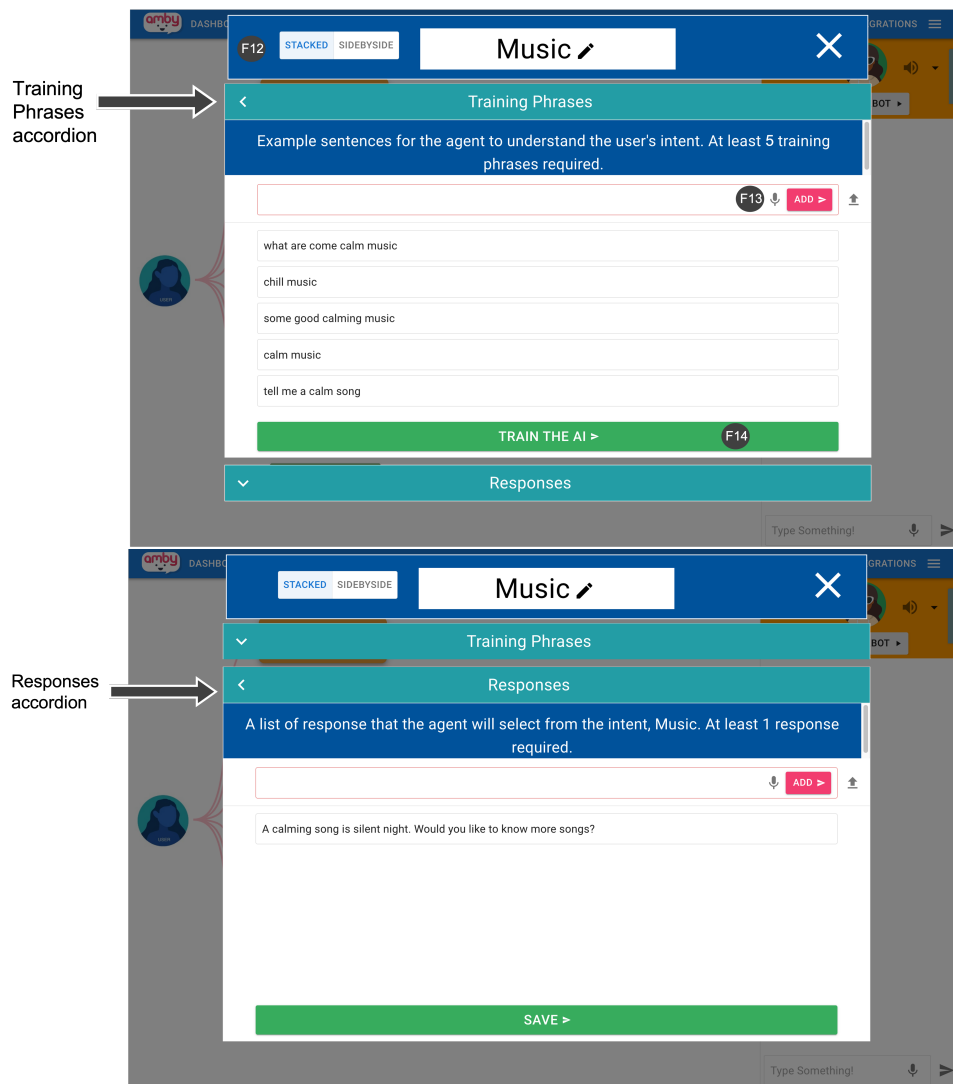 amby DASHBO
GRATIONS
F12 STACKED SIDEBYSIDE Music
BOT
Training
Phrases
accordion
Training Phrases
Example sentences for the agent to understand the user's intent. At least 5 training
phrases required.
F13 ADD
what are come calm music
chill music
some good calming music
calm music
tell me a calm song
USER
TRAIN THE AI F14
Responses
Type Something!
amby DASHBO
GRATIONS
STACKED SIDEBYSIDE Music
BOT
Training Phrases
Responses
accordion
Responses
A list of response that the agent will select from the intent, Music. At least 1 response
required.
ADD
A calming song is silent night. Would you like to know more songs?
USER
SAVE
Type Something!